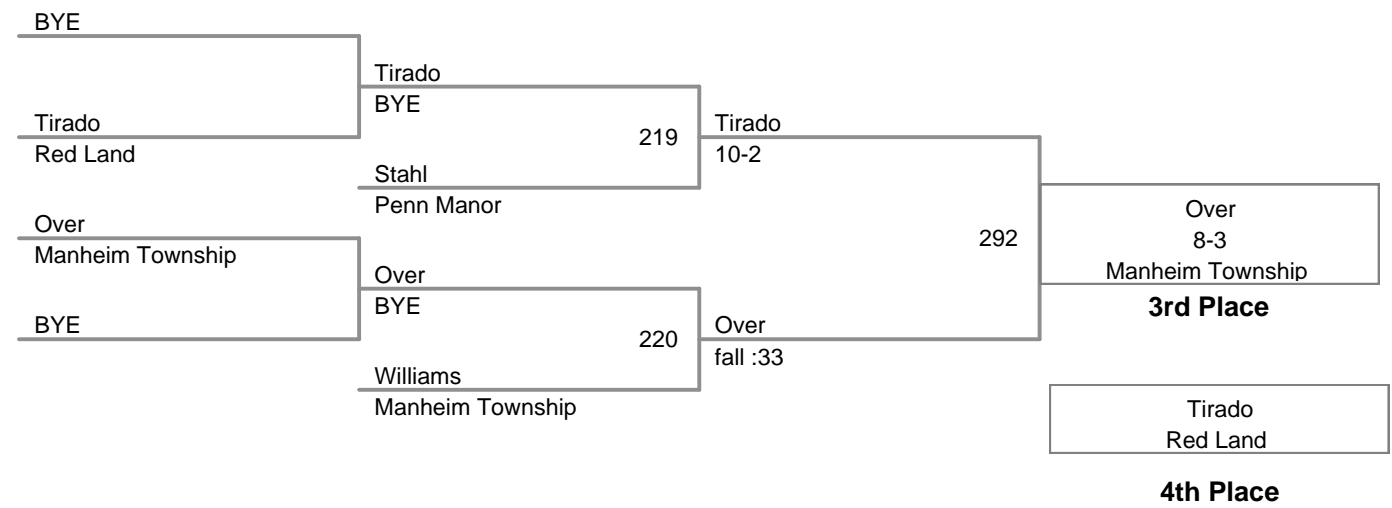 BYE
Tirado
BYE
Tirado
Red Land
219
Tirado
10-2
Stahl
Penn Manor
Over
Manheim Township
292
Over
8-3
Manheim Township
3rd Place
Over
BYE
BYE
220
Over
fall :33
Williams
Manheim Township
Tirado
Red Land
4th Place